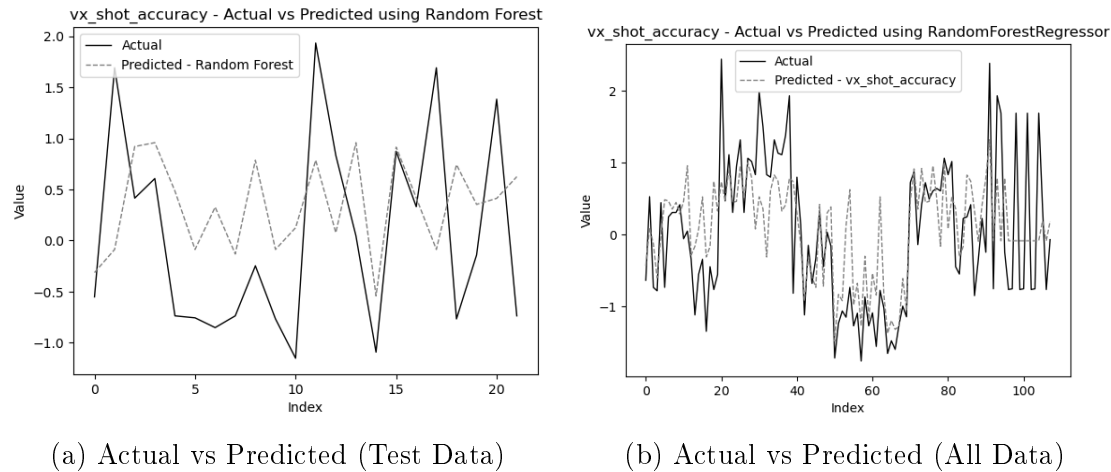 vx_shot_accuracy - Actual vs Predicted using Random Forest
2.0
1.5
1.0
0.5
0.0
−0.5
−1.0
Value
Actual
Predicted - Random Forest
0
5
10
15
20
Index
(a) Actual vs Predicted (Test Data)
vx_shot_accuracy - Actual vs Predicted using RandomForestRegressor
2
1
0
−1
Value
Actual
Predicted - vx_shot_accuracy
0
20
40
60
80
100
Index
(b) Actual vs Predicted (All Data)